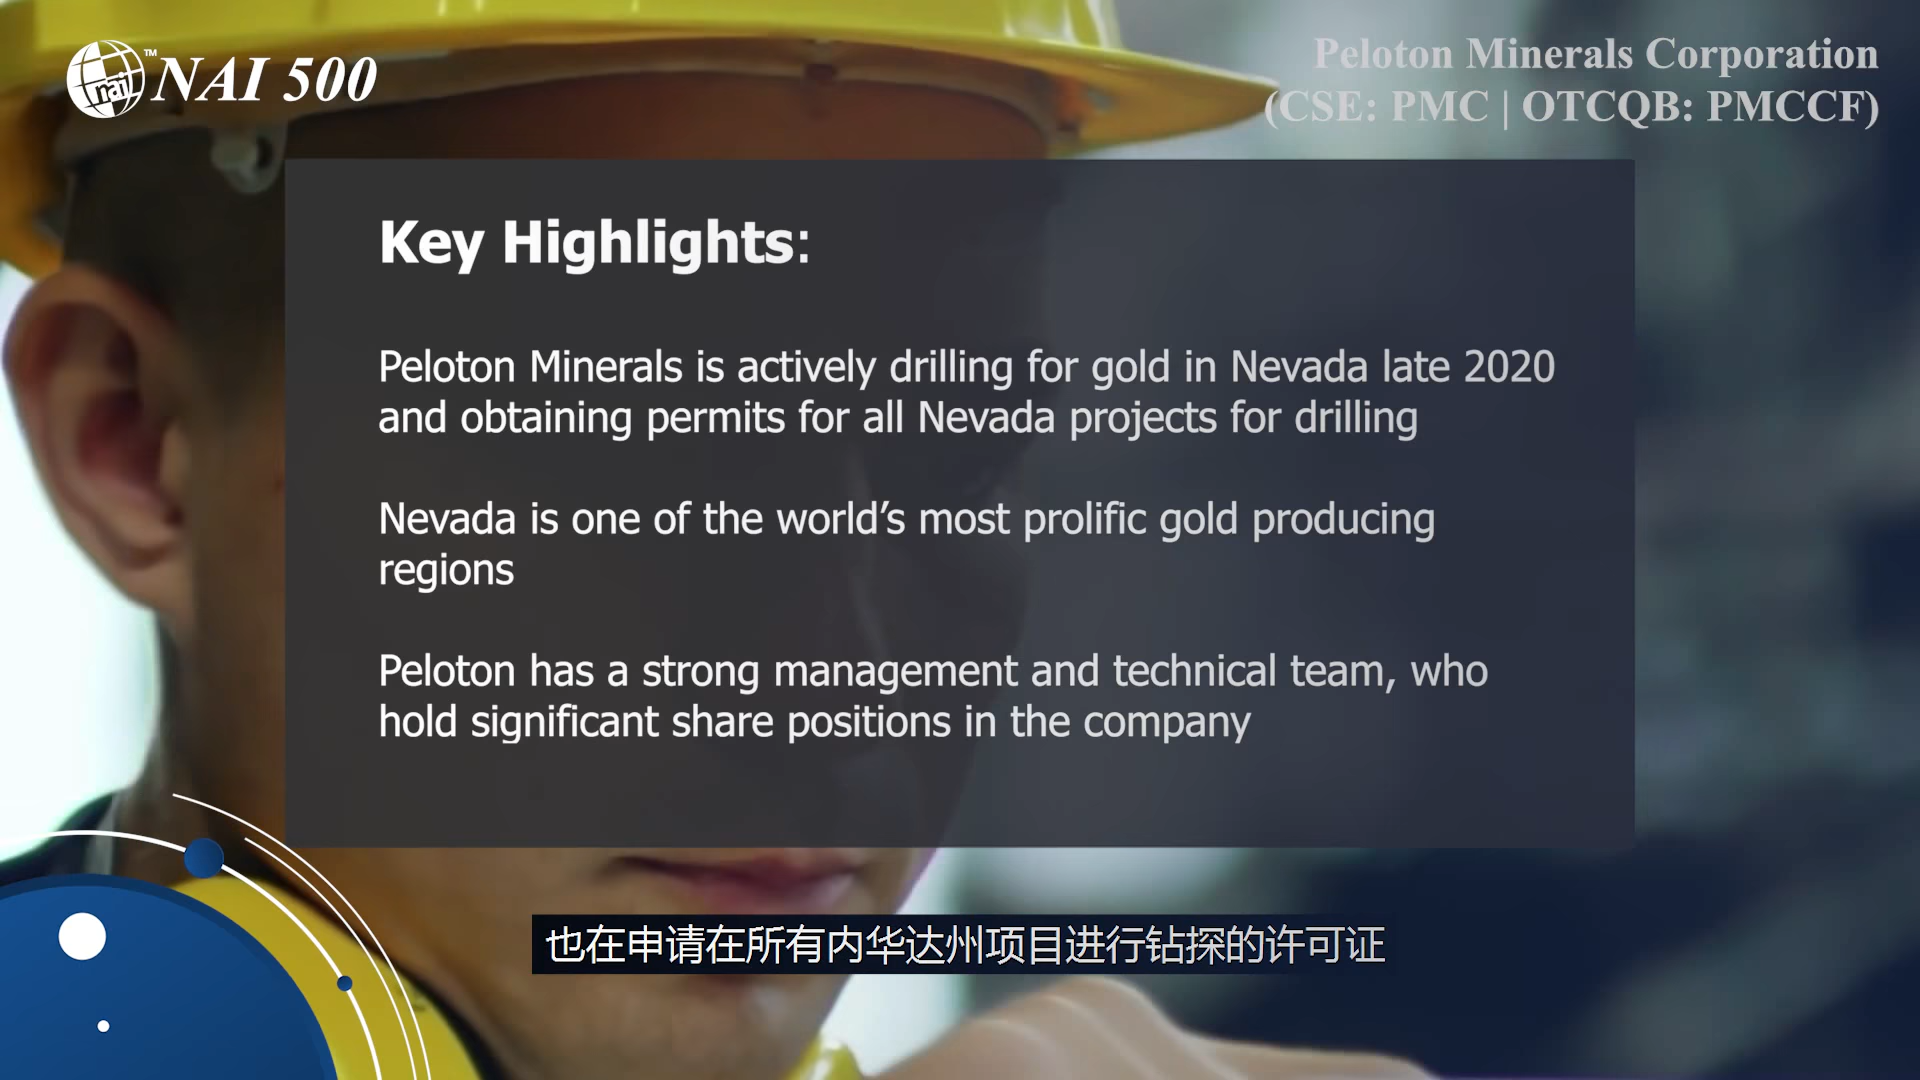 nai™ NAI 500
Peloton Minerals Corporation
(CSE: PMC | OTCQB: PMCCF)
Key Highlights:
Peloton Minerals is actively drilling for gold in Nevada late 2020
and obtaining permits for all Nevada projects for drilling
Nevada is one of the world’s most prolific gold producing
regions
Peloton has a strong management and technical team, who
hold significant share positions in the company
也在申请在所有内华达州项目进行钻探的许可证